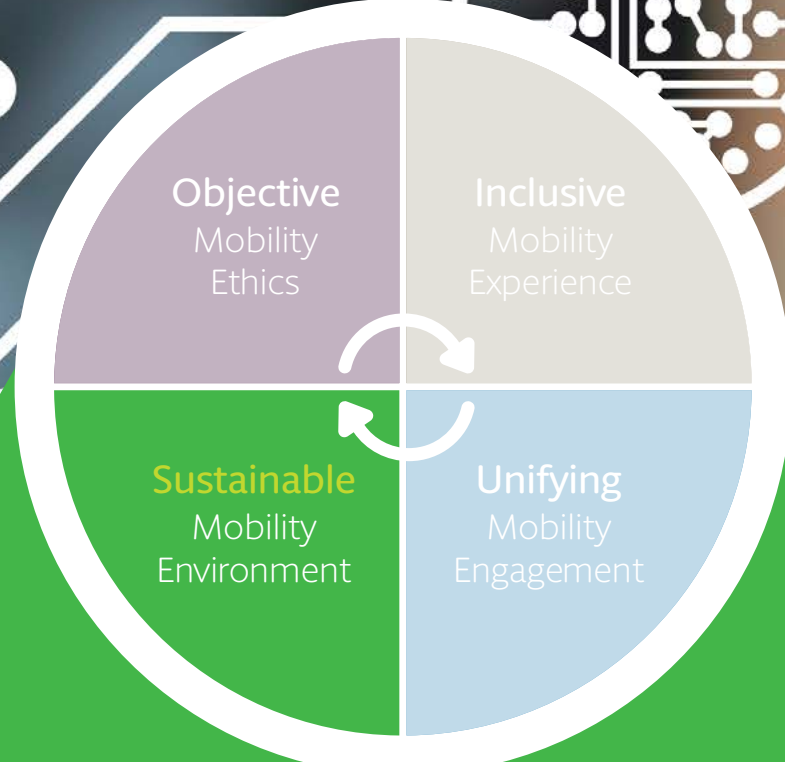 Objective
Mobility
Ethics
Inclusive
Mobility
Experience
Sustainable
Mobility
Environment
Unifying
Mobility
Engagement